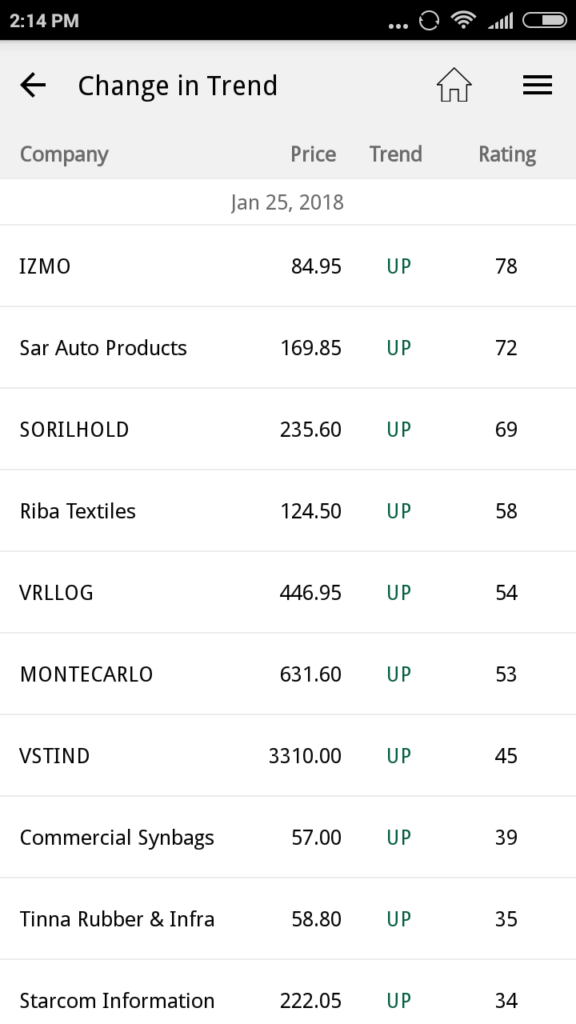 2:14 PM
Change in Trend
Company Price Trend Rating
Jan 25, 2018
IZMO 84.95 UP 78
Sar Auto Products 169.85 UP 72
SORILHOLD 235.60 UP 69
Riba Textiles 124.50 UP 58
VRLLOG 446.95 UP 54
MONTECARLO 631.60 UP 53
VSTIND 3310.00 UP 45
Commercial Synbags 57.00 UP 39
Tinna Rubber & Infra 58.80 UP 35
Starcom Information 222.05 UP 34